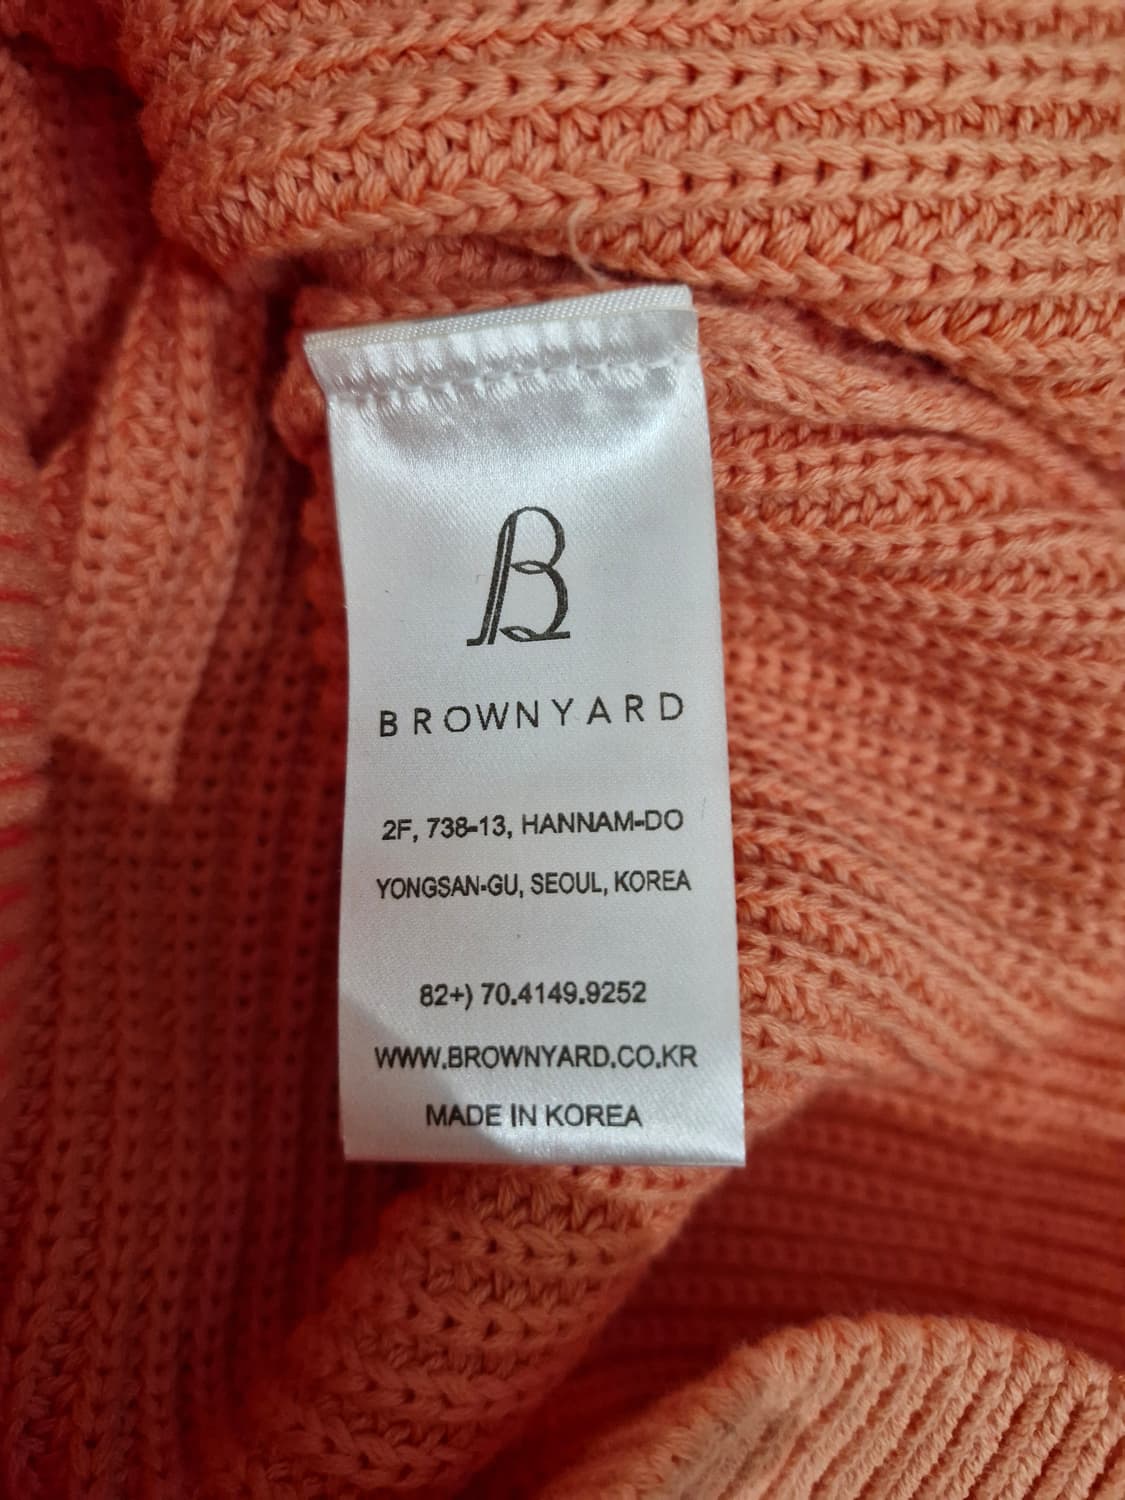 B
BROWNYARD
2F, 738-13, HANNAM-DO
YONGSAN-GU, SEOUL, KOREA
82+) 70.4149.9252
WWW.BROWNYARD.CO.KR
MADE IN KOREA